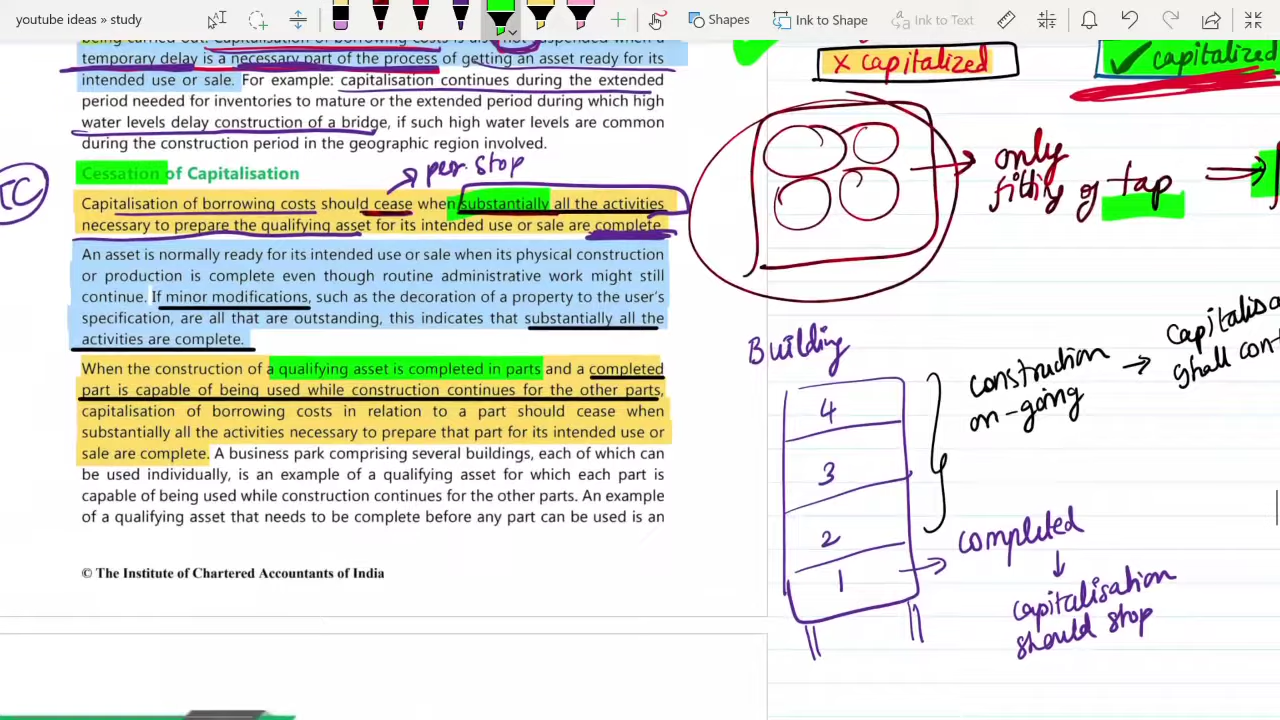 youtube ideas » study
Shapes
Ink to Shape
Ink to Text
being carried out. Capitalisation of borrowing costs is also not suspended when a
temporary delay is a necessary part of the process of getting an asset ready for its
intended use or sale. For example: capitalisation continues during the extended
period needed for inventories to mature or the extended period during which high
water levels delay construction of a bridge, if such high water levels are common
during the construction period in the geographic region involved.
per. stop
Cessation of Capitalisation
TC
Capitalisation of borrowing costs should cease when substantially all the activities
necessary to prepare the qualifying asset for its intended use or sale are complete
An asset is normally ready for its intended use or sale when its physical construction
or production is complete even though routine administrative work might still
continue. If minor modifications, such as the decoration of a property to the user's
specification, are all that are outstanding, this indicates that substantially all the
activities are complete.
When the construction of a qualifying asset is completed in parts and a completed
part is capable of being used while construction continues for the other parts,
capitalisation of borrowing costs in relation to a part should cease when
substantially all the activities necessary to prepare that part for its intended use or
sale are complete. A business park comprising several buildings, each of which can
be used individually, is an example of a qualifying asset for which each part is
capable of being used while construction continues for the other parts. An example
of a qualifying asset that needs to be complete before any part can be used is an
© The Institute of Chartered Accountants of India
x capitalized
✓ capitalized
only
fitting of tap
Building
4
3
2
1
construction
on-going
Capitalisa
shall cont
completed
capitalisation
should stop